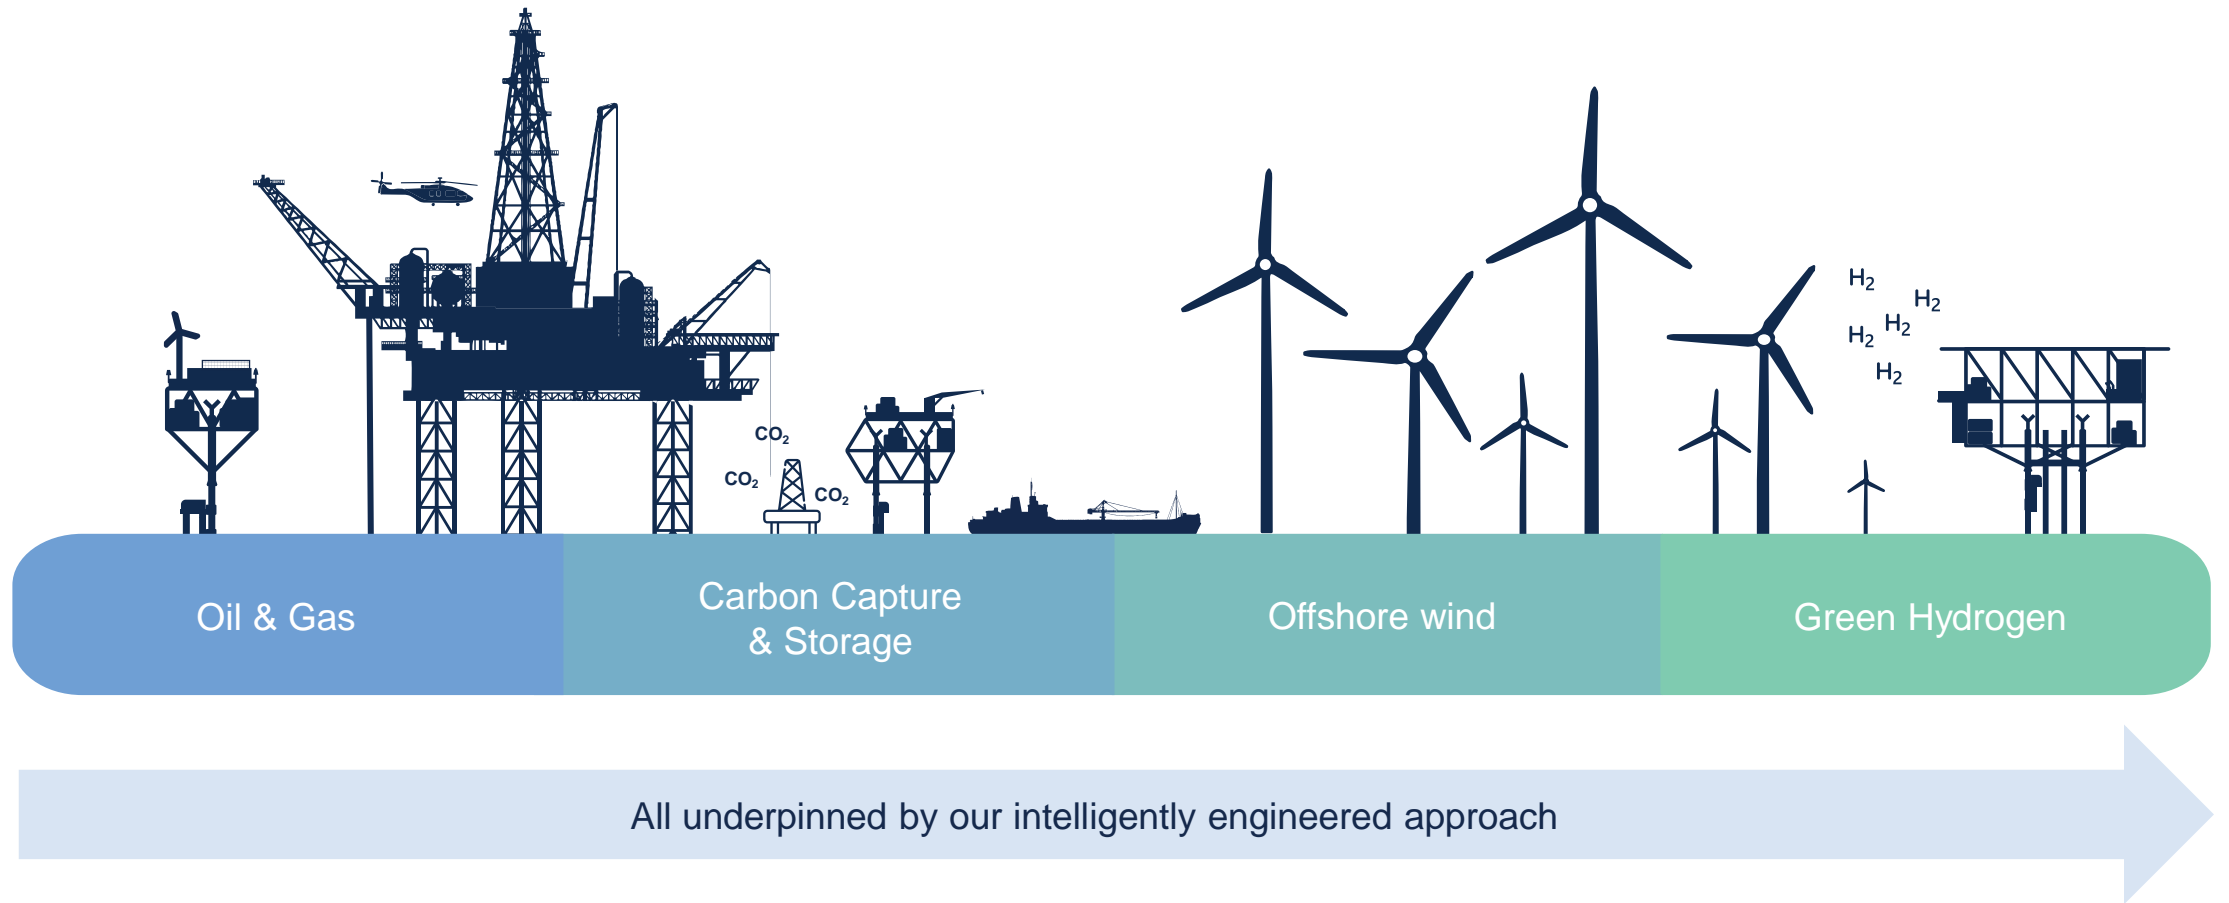 H₂
H₂
H₂
H₂
H₂
CO₂
CO₂
CO₂
Oil & Gas
Carbon Capture
& Storage
Offshore wind
Green Hydrogen
All underpinned by our intelligently engineered approach